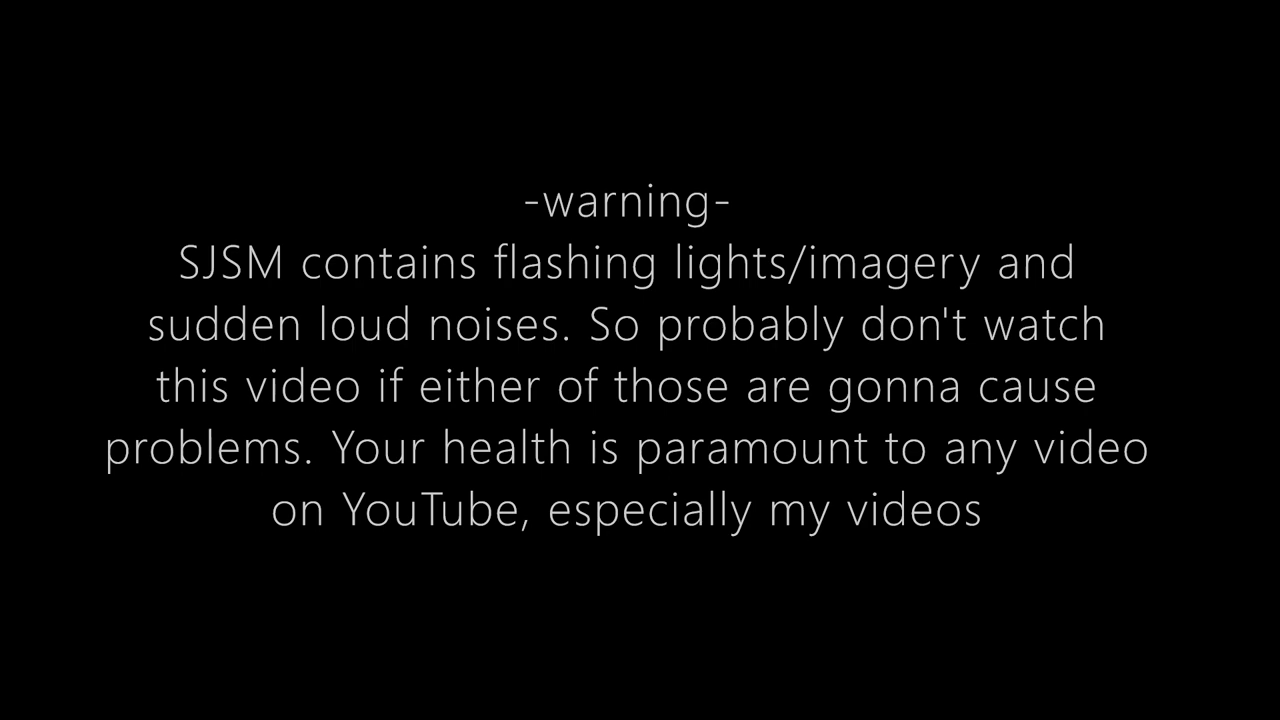 -warning-
SJSM contains flashing lights/imagery and
sudden loud noises. So probably don't watch
this video if either of those are gonna cause
problems. Your health is paramount to any video
on YouTube, especially my videos